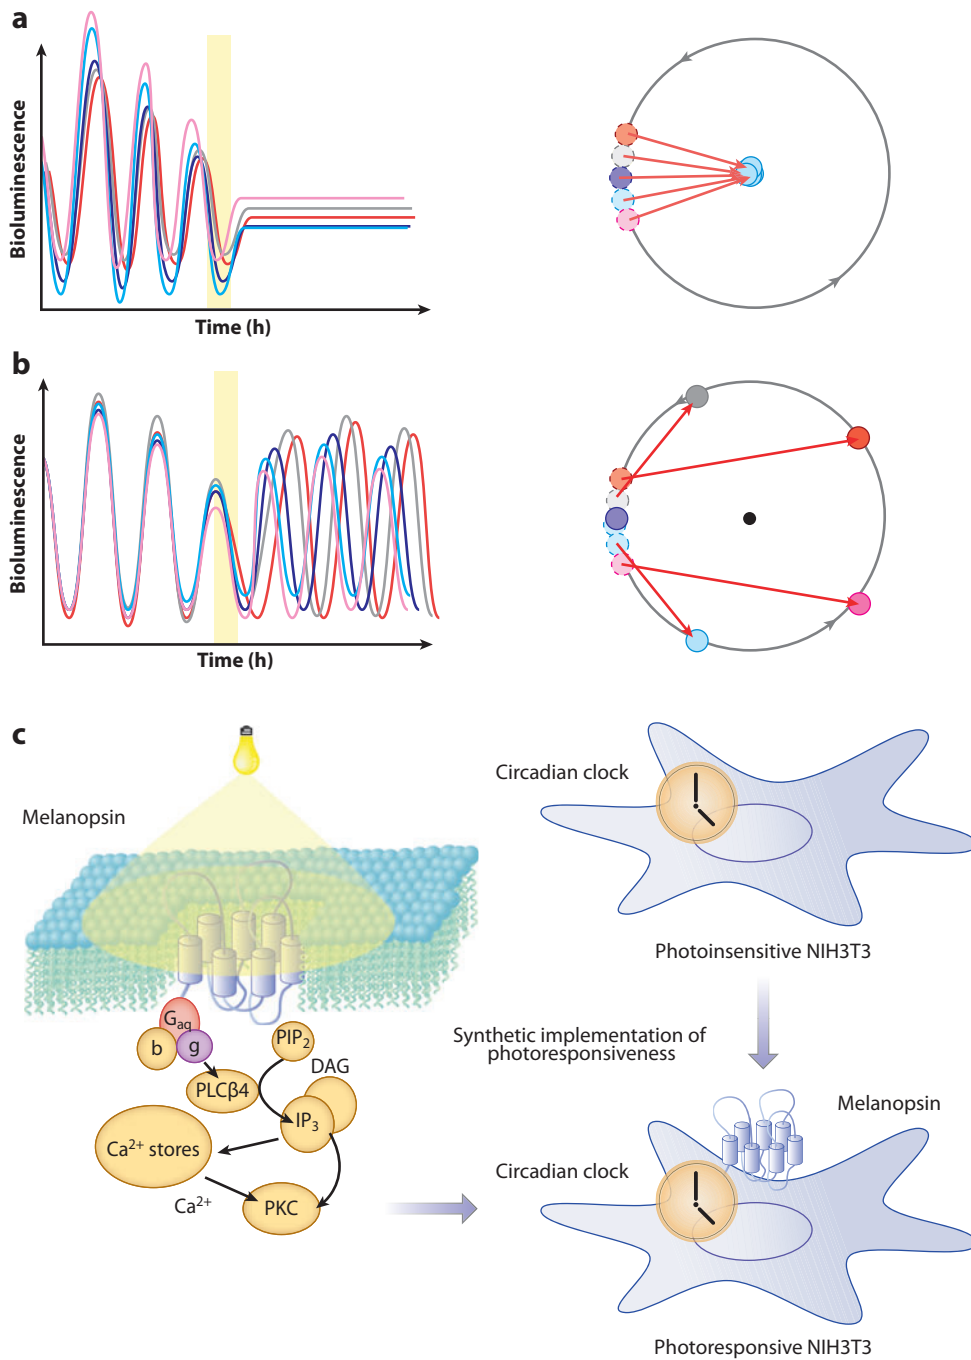 a
Bioluminescence
Time (h)
b
Bioluminescence
Time (h)
c
Melanopsin
G_aq
b
g
PIP₂
DAG
PLCβ4
IP₃
Ca²⁺ stores
Ca²⁺
PKC
Circadian clock
Photoinsensitive NIH3T3
Synthetic implementation of
photoresponsiveness
Melanopsin
Circadian clock
Photoresponsive NIH3T3